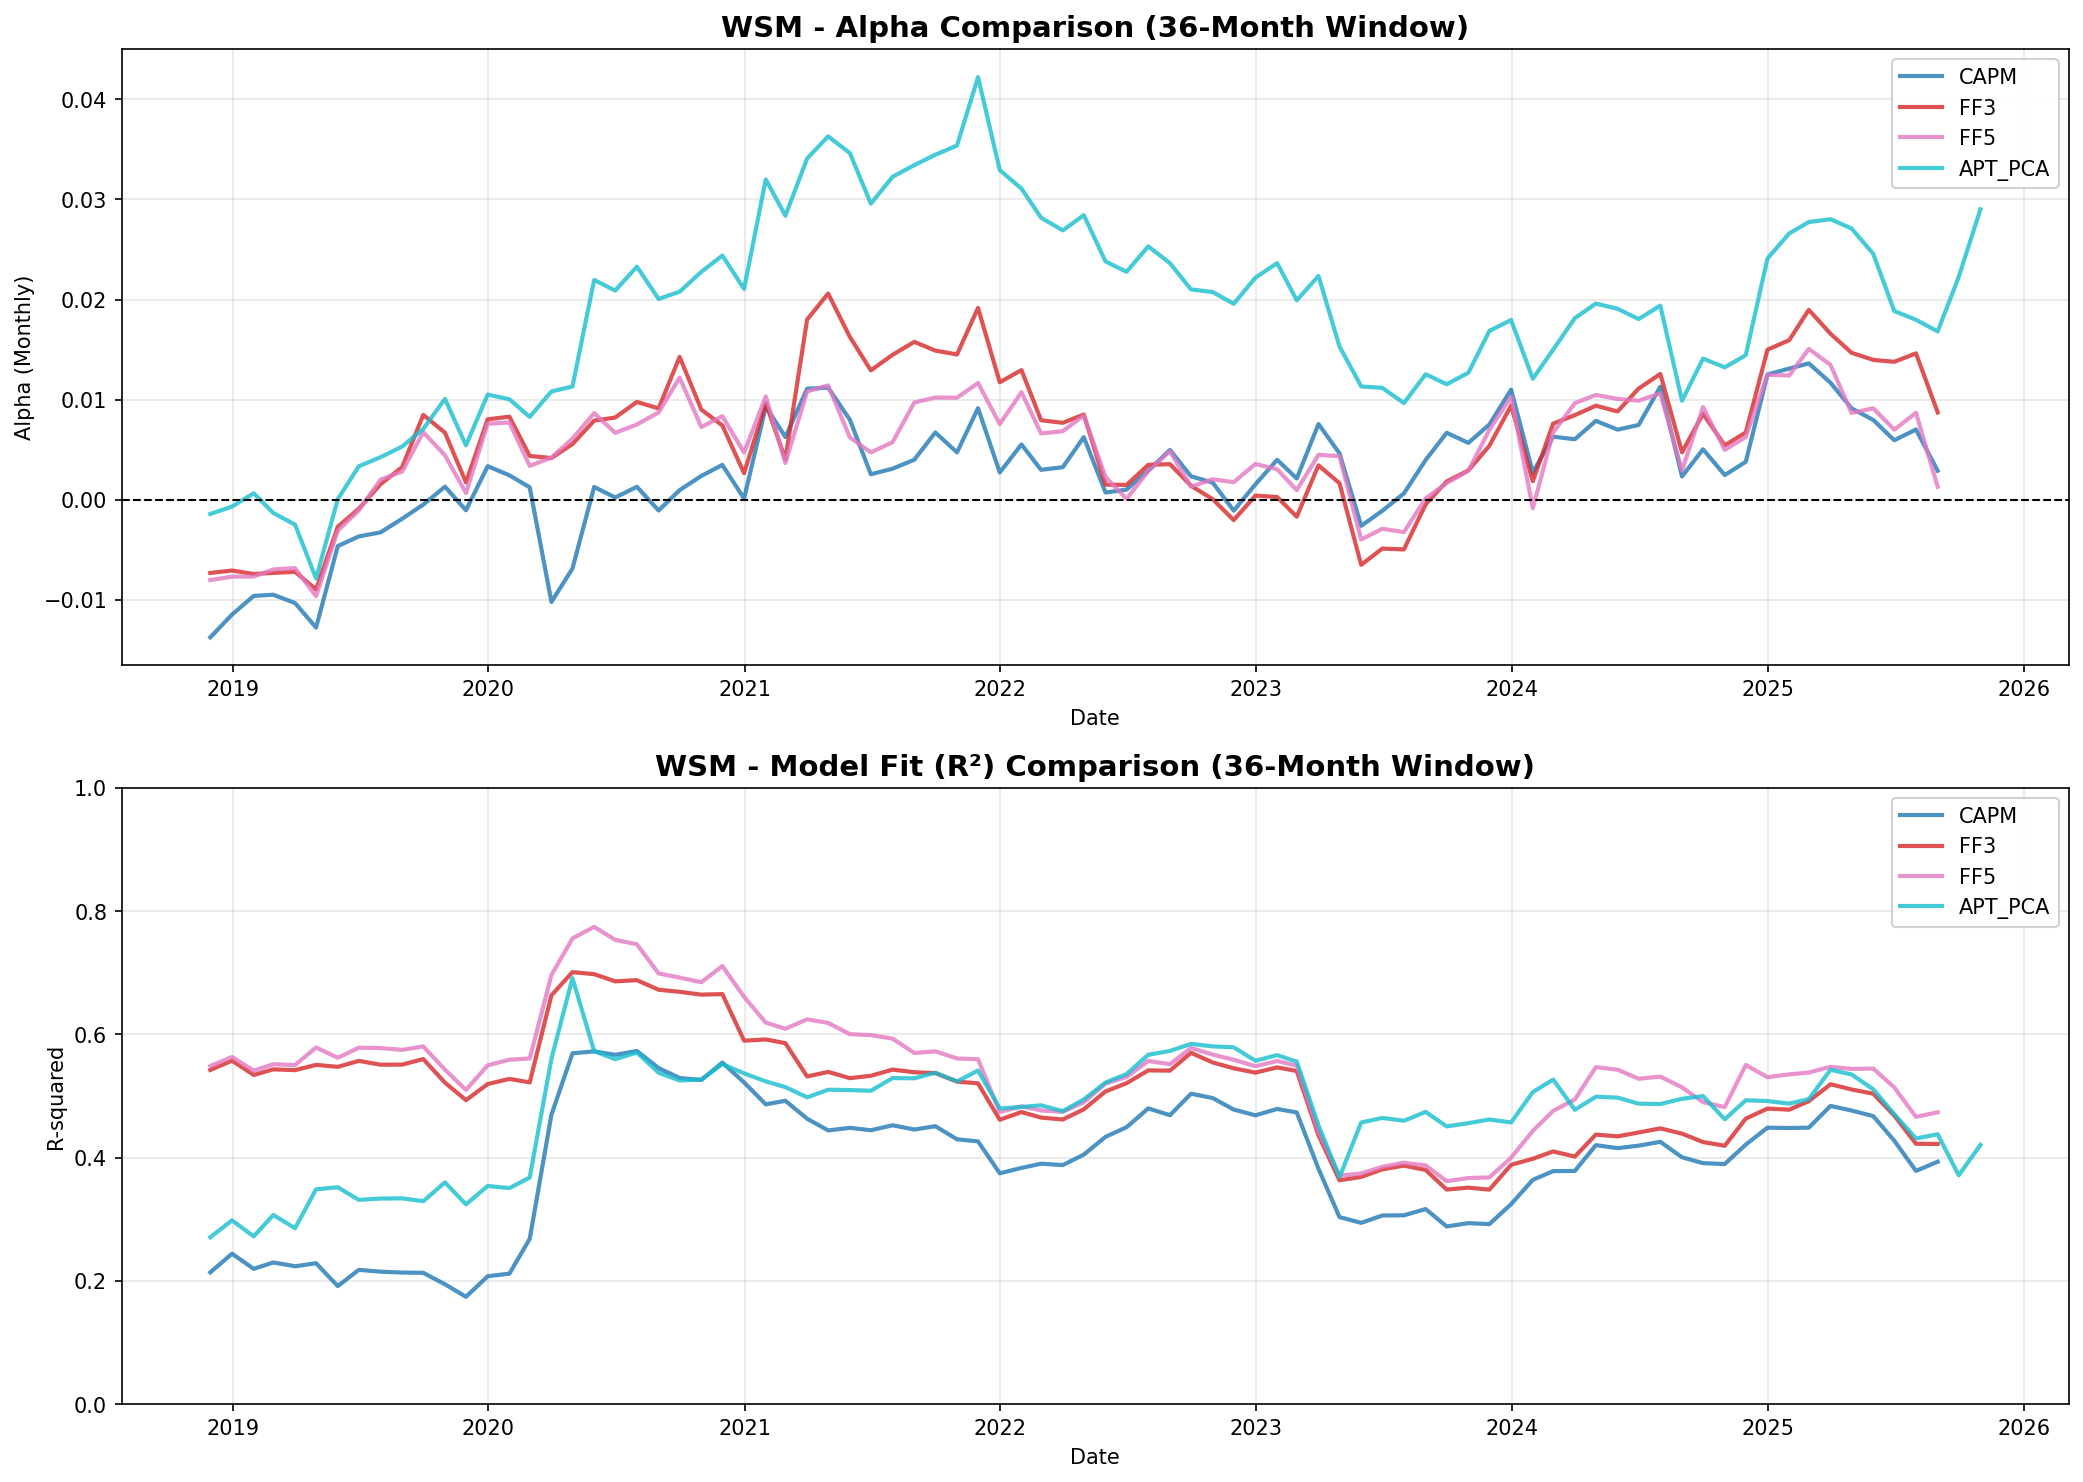 WSM - Alpha Comparison (36-Month Window)
CAPM
FF3
FF5
APT_PCA
Alpha (Monthly)
0.04
0.03
0.02
0.01
0.00
−0.01
2019 2020 2021 2022 2023 2024 2025 2026
Date
WSM - Model Fit (R²) Comparison (36-Month Window)
CAPM
FF3
FF5
APT_PCA
R-squared
1.0
0.8
0.6
0.4
0.2
0.0
2019 2020 2021 2022 2023 2024 2025 2026
Date